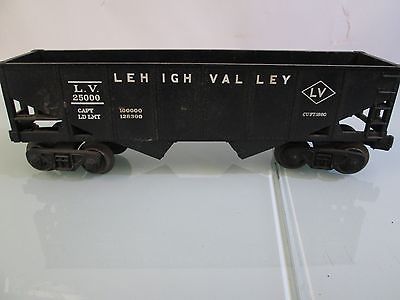 LEHIGH VALLEY
L.V.
25000
CAPY 100000
LD LMT 128300
LV
CU FT 1860